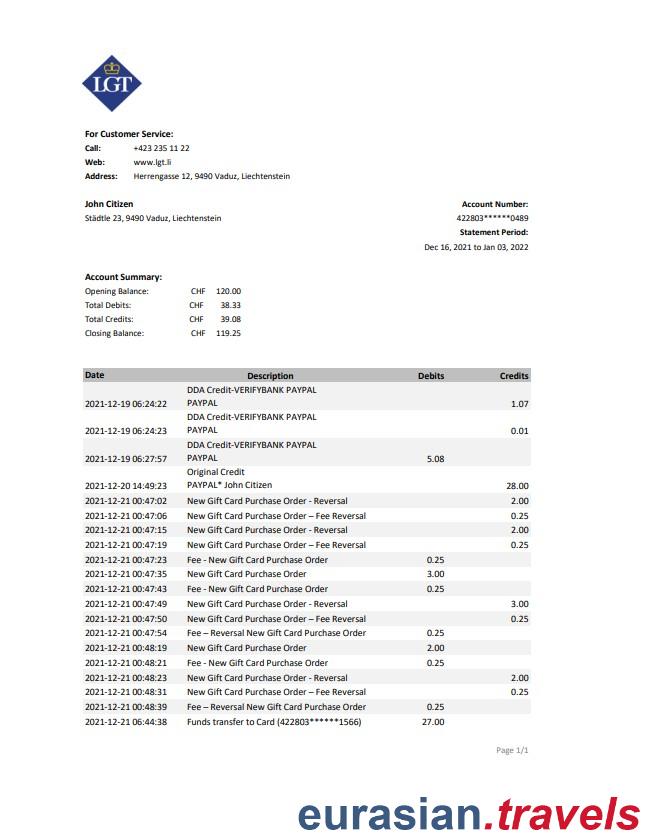 LGT
For Customer Service:
Call: +423 235 11 22
Web: www.lgt.li
Address: Herrengasse 12, 9490 Vaduz, Liechtenstein
John Citizen
Städtle 23, 9490 Vaduz, Liechtenstein
Account Number:
422803******0489
Statement Period:
Dec 16, 2021 to Jan 03, 2022
Account Summary:
Opening Balance: CHF 120.00
Total Debits: CHF 38.33
Total Credits: CHF 39.08
Closing Balance: CHF 119.25
Date Description Debits Credits
DDA Credit-VERIFYBANK PAYPAL
2021-12-19 06:24:22 PAYPAL 1.07
DDA Credit-VERIFYBANK PAYPAL
2021-12-19 06:24:23 PAYPAL 0.01
DDA Credit-VERIFYBANK PAYPAL
2021-12-19 06:27:57 PAYPAL 5.08
Original Credit
2021-12-20 14:49:23 PAYPAL* John Citizen 28.00
2021-12-21 00:47:02 New Gift Card Purchase Order - Reversal 2.00
2021-12-21 00:47:06 New Gift Card Purchase Order – Fee Reversal 0.25
2021-12-21 00:47:15 New Gift Card Purchase Order - Reversal 2.00
2021-12-21 00:47:19 New Gift Card Purchase Order – Fee Reversal 0.25
2021-12-21 00:47:23 Fee - New Gift Card Purchase Order 0.25
2021-12-21 00:47:35 New Gift Card Purchase Order 3.00
2021-12-21 00:47:43 Fee - New Gift Card Purchase Order 0.25
2021-12-21 00:47:49 New Gift Card Purchase Order - Reversal 3.00
2021-12-21 00:47:50 New Gift Card Purchase Order – Fee Reversal 0.25
2021-12-21 00:47:54 Fee – Reversal New Gift Card Purchase Order 0.25
2021-12-21 00:48:19 New Gift Card Purchase Order 2.00
2021-12-21 00:48:21 Fee - New Gift Card Purchase Order 0.25
2021-12-21 00:48:23 New Gift Card Purchase Order - Reversal 2.00
2021-12-21 00:48:31 New Gift Card Purchase Order – Fee Reversal 0.25
2021-12-21 00:48:39 Fee – Reversal New Gift Card Purchase Order 0.25
2021-12-21 06:44:38 Funds transfer to Card (422803******1566) 27.00
Page 1/1
eurasian.travels